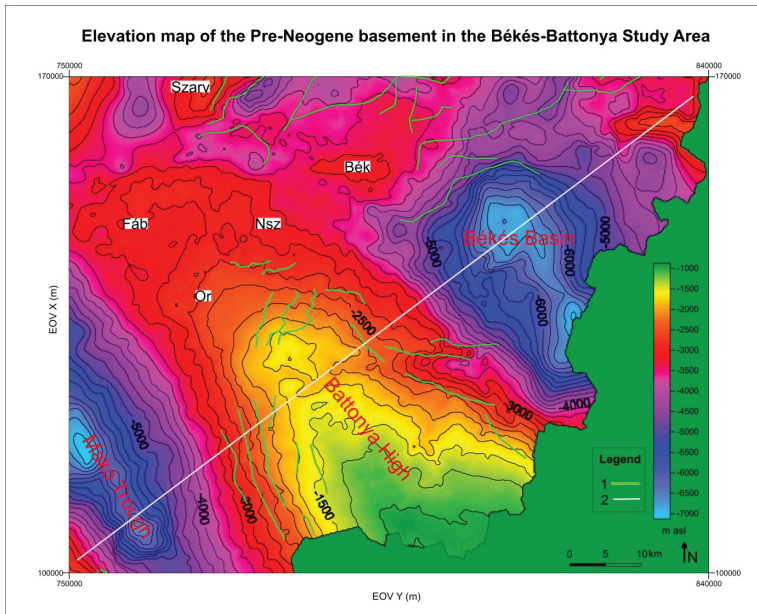 Elevation map of the Pre-Neogene basement in the Békés-Battonya Study Area
750000
840000
170000
170000
Szarv
Bék
Fáb
Nsz
Békés Basin
-5000
-5000
6000
-6000
Or
-2500
-1000
-1500
-2000
-2500
-3000
-3500
-4000
-4500
-5000
-5500
-6000
-6500
-7000
m asl
EOV X (m)
Battonya High
-3000
-4000
-5000
Makó Trough
-4000
-3000
-1500
Legend
1
2
0 5 10km
N
100000
100000
750000
840000
EOV Y (m)